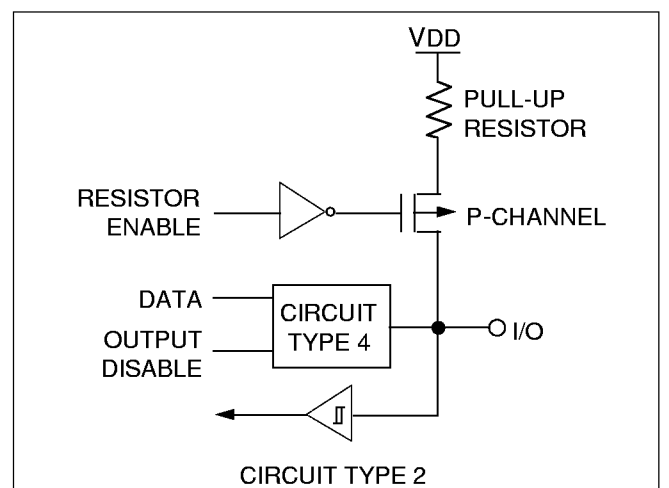 VDD
PULL-UP
RESISTOR
RESISTOR
ENABLE
P-CHANNEL
DATA
CIRCUIT
TYPE 4
OUTPUT
DISABLE
I/O
CIRCUIT TYPE 2